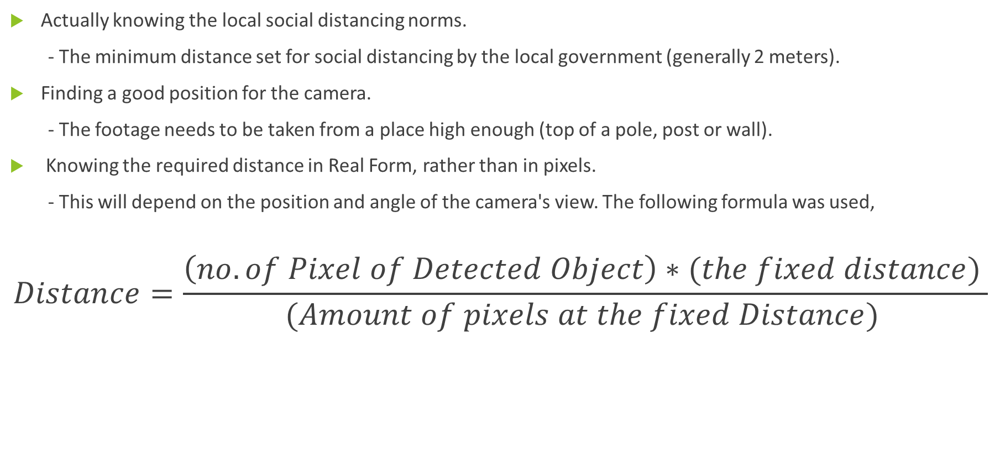 Actually knowing the local social distancing norms.
- The minimum distance set for social distancing by the local government (generally 2 meters).
Finding a good position for the camera.
- The footage needs to be taken from a place high enough (top of a pole, post or wall).
Knowing the required distance in Real Form, rather than in pixels.
- This will depend on the position and angle of the camera's view. The following formula was used,
(no. of Pixel of Detected Object) * (the fixed distance)
Distance =
(Amount of pixels at the fixed Distance)